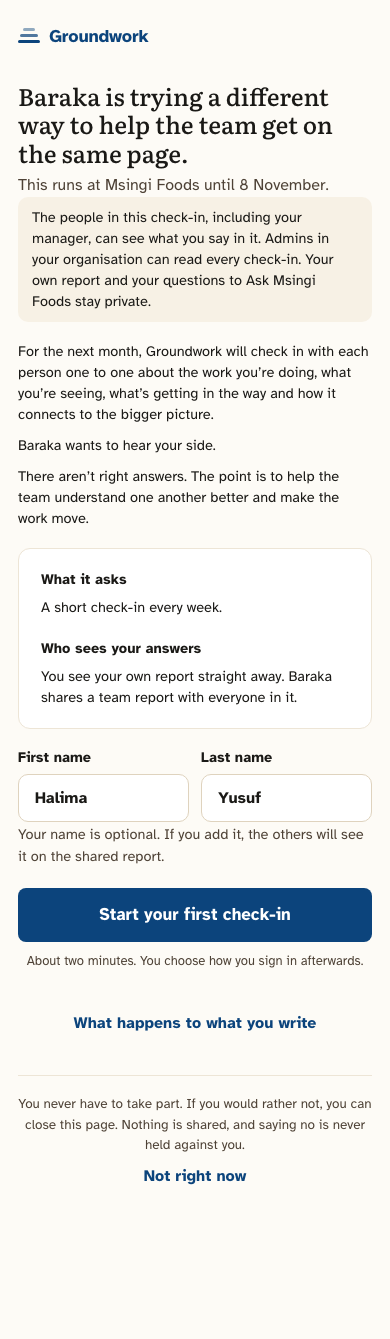 Groundwork
Baraka is trying a different
way to help the team get on
the same page.
This runs at Msingi Foods until 8 November.
The people in this check-in, including your
manager, can see what you say in it. Admins in
your organisation can read every check-in. Your
own report and your questions to Ask Msingi
Foods stay private.
For the next month, Groundwork will check in with each
person one to one about the work you’re doing, what
you’re seeing, what’s getting in the way and how it
connects to the bigger picture.
Baraka wants to hear your side.
There aren’t right answers. The point is to help the
team understand one another better and make the
work move.
What it asks
A short check-in every week.
Who sees your answers
You see your own report straight away. Baraka
shares a team report with everyone in it.
First name Last name
Halima Yusuf
Your name is optional. If you add it, the others will see
it on the shared report.
Start your first check-in
About two minutes. You choose how you sign in afterwards.
What happens to what you write
You never have to take part. If you would rather not, you can
close this page. Nothing is shared, and saying no is never
held against you.
Not right now